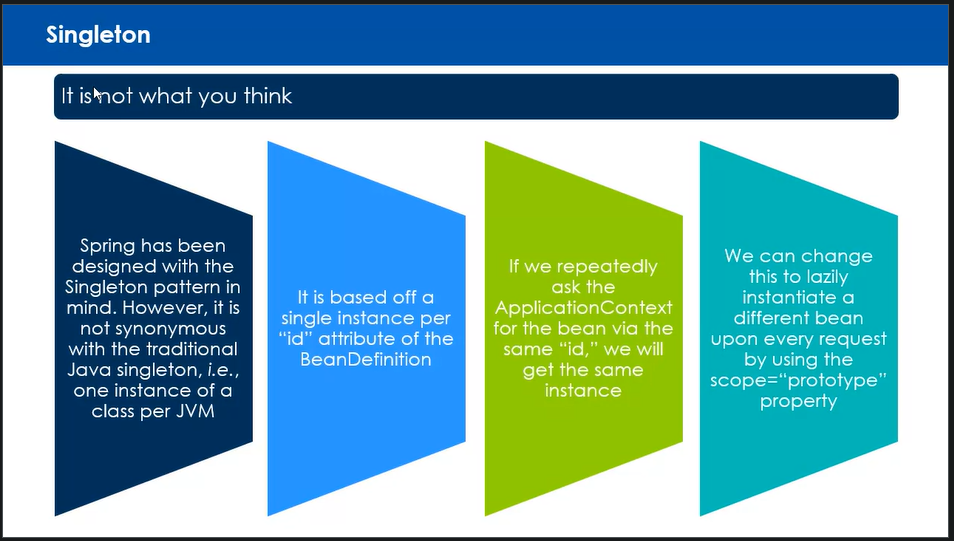 Singleton
It is not what you think
Spring has been
designed with the
Singleton pattern in
mind. However, it is
not synonymous
with the traditional
Java singleton, i.e.,
one instance of a
class per JVM
It is based off a
single instance per
“id” attribute of the
BeanDefinition
If we repeatedly
ask the
ApplicationContext
for the bean via the
same “id,” we will
get the same
instance
We can change
this to lazily
instantiate a
different bean
upon every request
by using the
scope=“prototype”
property